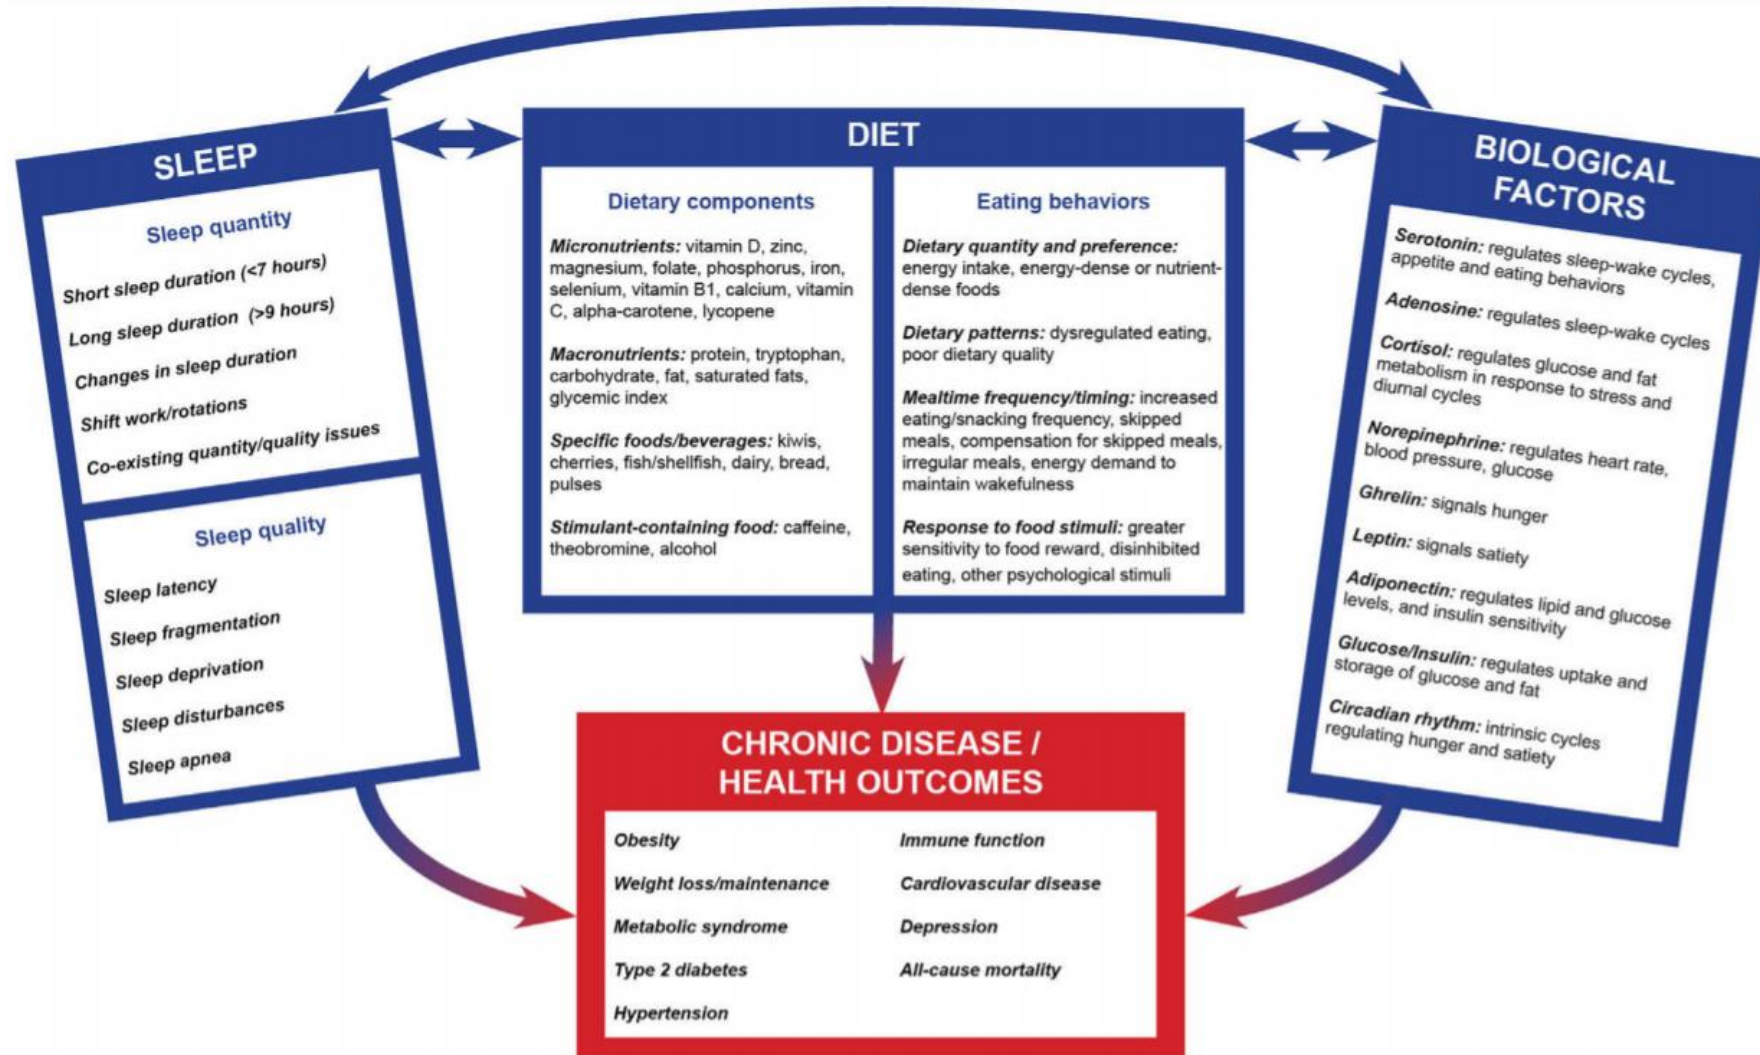 SLEEP
Sleep quantity
Short sleep duration (<7 hours)
Long sleep duration (>9 hours)
Changes in sleep duration
Shift work/rotations
Co-existing quantity/quality issues
Sleep quality
Sleep latency
Sleep fragmentation
Sleep deprivation
Sleep disturbances
Sleep apnea
DIET
Dietary components
Micronutrients: vitamin D, zinc,
magnesium, folate, phosphorus, iron,
selenium, vitamin B1, calcium, vitamin
C, alpha-carotene, lycopene
Macronutrients: protein, tryptophan,
carbohydrate, fat, saturated fats,
glycemic index
Specific foods/beverages: kiwis,
cherries, fish/shellfish, dairy, bread,
pulses
Stimulant-containing food: caffeine,
theobromine, alcohol
Eating behaviors
Dietary quantity and preference:
energy intake, energy-dense or nutrient-
dense foods
Dietary patterns: dysregulated eating,
poor dietary quality
Mealtime frequency/timing: increased
eating/snacking frequency, skipped
meals, compensation for skipped meals,
irregular meals, energy demand to
maintain wakefulness
Response to food stimuli: greater
sensitivity to food reward, disinhibited
eating, other psychological stimuli
BIOLOGICAL
FACTORS
Serotonin: regulates sleep-wake cycles,
appetite and eating behaviors
Adenosine: regulates sleep-wake cycles
Cortisol: regulates glucose and fat
metabolism in response to stress and
diurnal cycles
Norepinephrine: regulates heart rate,
blood pressure, glucose
Ghrelin: signals hunger
Leptin: signals satiety
Adiponectin: regulates lipid and glucose
levels, and insulin sensitivity
Glucose/Insulin: regulates uptake and
storage of glucose and fat
Circadian rhythm: intrinsic cycles
regulating hunger and satiety
CHRONIC DISEASE /
HEALTH OUTCOMES
Obesity
Weight loss/maintenance
Metabolic syndrome
Type 2 diabetes
Hypertension
Immune function
Cardiovascular disease
Depression
All-cause mortality